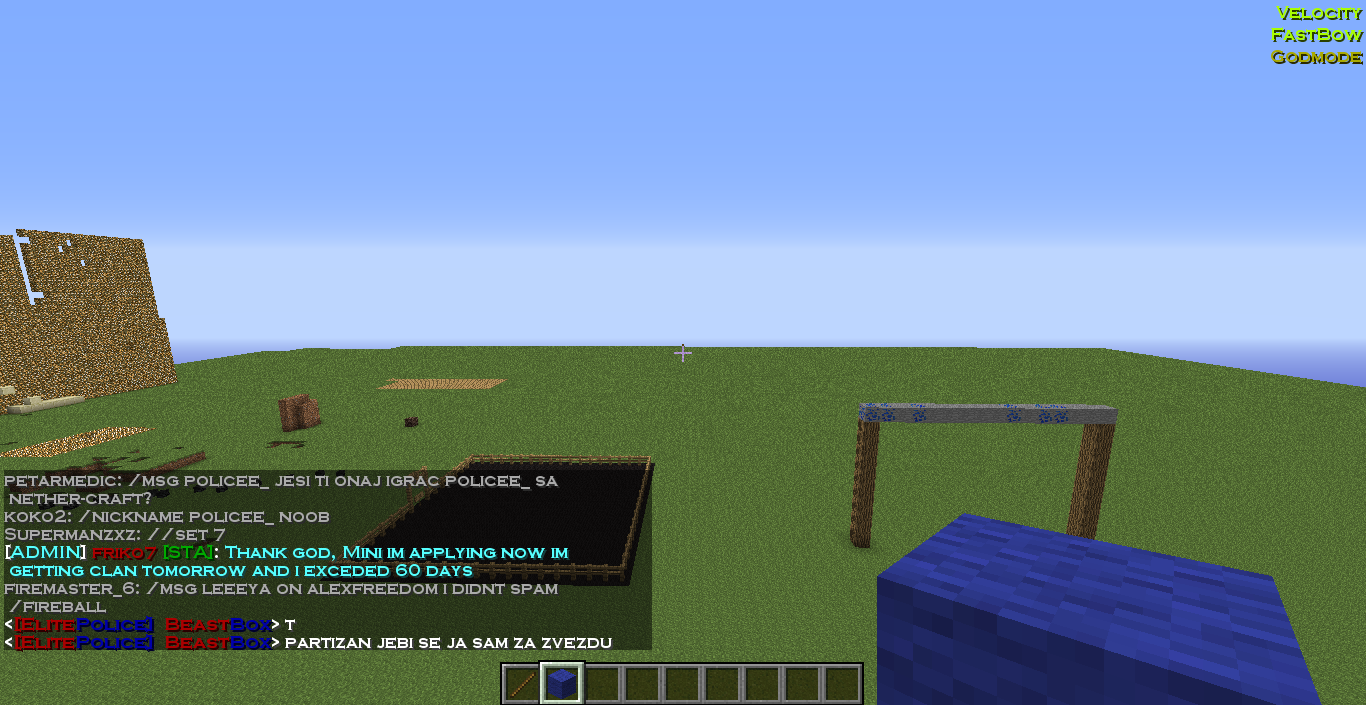 Velocity
FastBow
Godmode
petarmedic: /msg policee_ jesi ti onaj igrac policee_ sa
nether-craft?
koko2: /nickname policee_ noob
Supermanzxz: //set 7
[ADMIN] friko7 [STA]: Thank god, Mini im applying now im
getting clan tomorrow and i exceded 60 days
firemaster_6: /msg leeeya on alexfreedom i didnt spam
/fireball
<[ElitePolice] BeastBox> t
<[ElitePolice] BeastBox> partizan jebi se ja sam za zvezdu